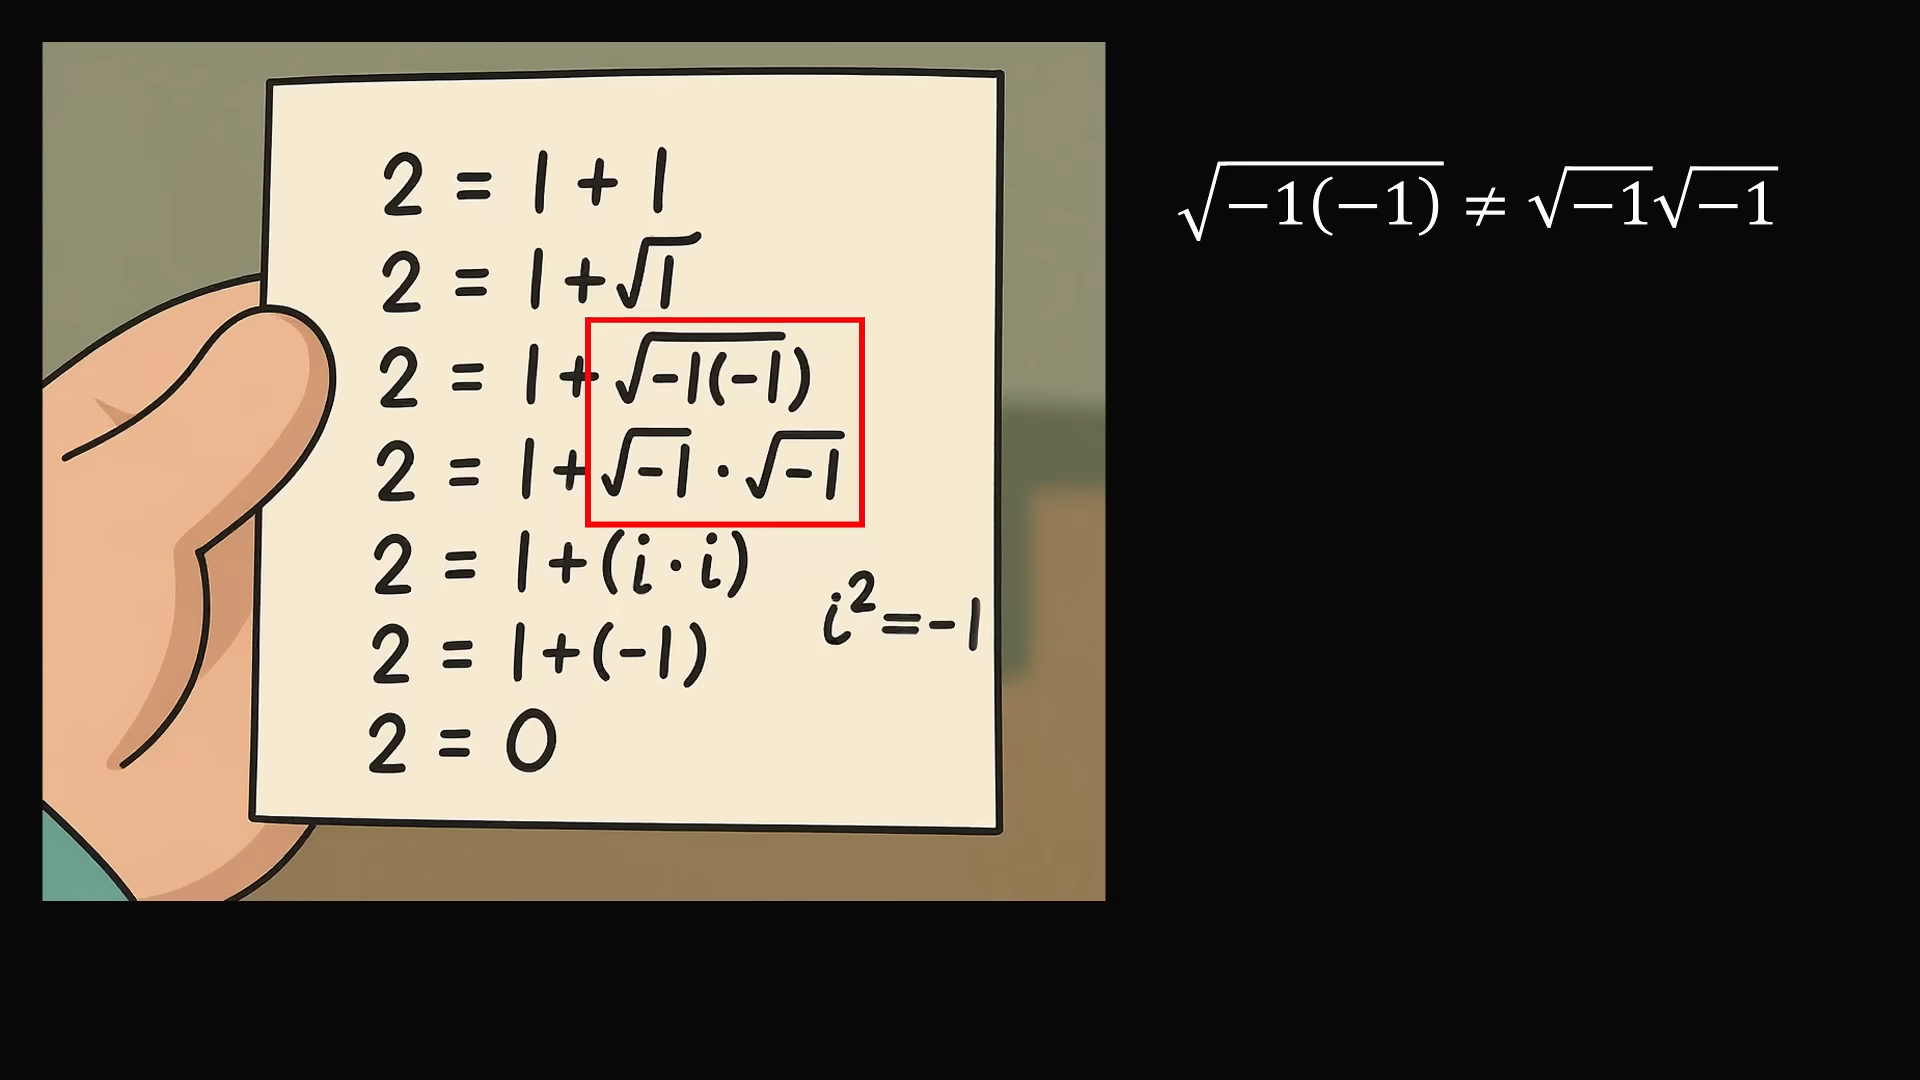 2 = 1 + 1
2 = 1 + √1
2 = 1 + √-1(-1)
2 = 1 + √-1 · √-1
2 = 1 + (i · i)
i² = -1
2 = 1 + (-1)
2 = 0
√−1(−1) ≠ √−1√−1